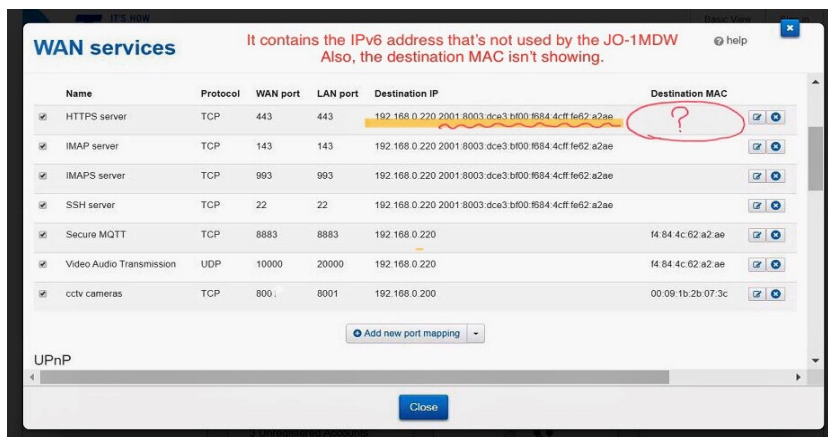 IT'S NOW
Basic View
WAN services
It contains the IPv6 address that's not used by the JO-1MDW
Also, the destination MAC isn't showing.
help
Name Protocol WAN port LAN port Destination IP Destination MAC
HTTPS server TCP 443 443 192.168.0.220 2001:8003:dce3:bf00:f684:4cff:fe62:a2ae ?
IMAP server TCP 143 143 192.168.0.220 2001:8003:dce3:bf00:f684:4cff:fe62:a2ae
IMAPS server TCP 993 993 192.168.0.220 2001:8003:dce3:bf00:f684:4cff:fe62:a2ae
SSH server TCP 22 22 192.168.0.220 2001:8003:dce3:bf00:f684:4cff:fe62:a2ae
Secure MQTT TCP 8883 8883 192.168.0.220 f4:84:4c:62:a2:ae
Video Audio Transmission UDP 10000 20000 192.168.0.220 f4:84:4c:62:a2:ae
cctv cameras TCP 8001 192.168.0.200 00:09:1b:2b:07:3c
Add new port mapping
UPnP
Close
3 Unregistered Accounts